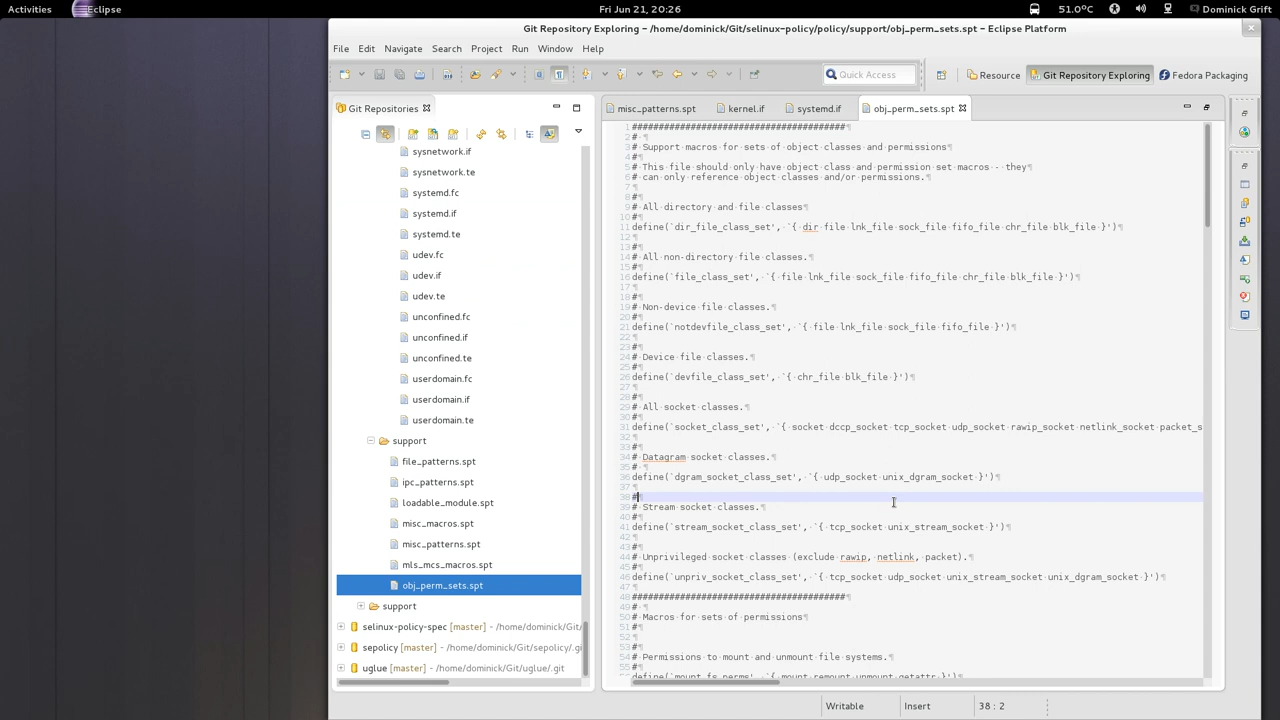 Activities
Eclipse
Fri Jun 21, 20:26
51.0°C
Dominick Grift
Git Repository Exploring – /home/dominick/Git/selinux-policy/policy/support/obj_perm_sets.spt – Eclipse Platform
File Edit Navigate Search Project Run Window Help
Quick Access
Resource
Git Repository Exploring
Fedora Packaging
Git Repositories
sysnetwork.if
sysnetwork.te
systemd.fc
systemd.if
systemd.te
udev.fc
udev.if
udev.te
unconfined.fc
unconfined.if
unconfined.te
userdomain.fc
userdomain.if
userdomain.te
support
file_patterns.spt
ipc_patterns.spt
loadable_module.spt
misc_macros.spt
misc_patterns.spt
mls_mcs_macros.spt
obj_perm_sets.spt
support
selinux-policy-spec [master] - /home/dominick/Git/
sepolicy [master] - /home/dominick/Git/sepolicy/.gi
uglue [master] - /home/dominick/Git/uglue/.git
misc_patterns.spt
kernel.if
systemd.if
obj_perm_sets.spt
1 ########################################¶
2 # ¶
3 # Support macros for sets of object classes and permissions¶
4 #¶
5 # This file should only have object class and permission set macros - they¶
6 # can only reference object classes and/or permissions.¶
7 ¶
8 #¶
9 # All directory and file classes¶
10 #¶
11 define(`dir_file_class_set', `{ dir file lnk_file sock_file fifo_file chr_file blk_file }')¶
12 ¶
13 #¶
14 # All non-directory file classes.¶
15 #¶
16 define(`file_class_set', `{ file lnk_file sock_file fifo_file chr_file blk_file }')¶
17 ¶
18 #¶
19 # Non-device file classes.¶
20 #¶
21 define(`notdevfile_class_set', `{ file lnk_file sock_file fifo_file }')¶
22 ¶
23 #¶
24 # Device file classes.¶
25 #¶
26 define(`devfile_class_set', `{ chr_file blk_file }')¶
27 ¶
28 #¶
29 # All socket classes.¶
30 #¶
31 define(`socket_class_set', `{ socket dccp_socket tcp_socket udp_socket rawip_socket netlink_socket packet_s
32 ¶
33 #¶
34 # Datagram socket classes.¶
35 # ¶
36 define(`dgram_socket_class_set', `{ udp_socket unix_dgram_socket }')¶
37 ¶
38 #¶
39 # Stream socket classes.¶
40 #¶
41 define(`stream_socket_class_set', `{ tcp_socket unix_stream_socket }')¶
42 ¶
43 #¶
44 # Unprivileged socket classes (exclude rawip, netlink, packet).¶
45 #¶
46 define(`unpriv_socket_class_set', `{ tcp_socket udp_socket unix_stream_socket unix_dgram_socket }')¶
47 ¶
48 ########################################¶
49 # ¶
50 # Macros for sets of permissions¶
51 #¶
52 ¶
53 #¶
54 # Permissions to mount and unmount file systems.¶
55 #¶
define(`mount_fs_perms', `{ mount remount unmount getattr }')¶
Writable
Insert
38 : 2